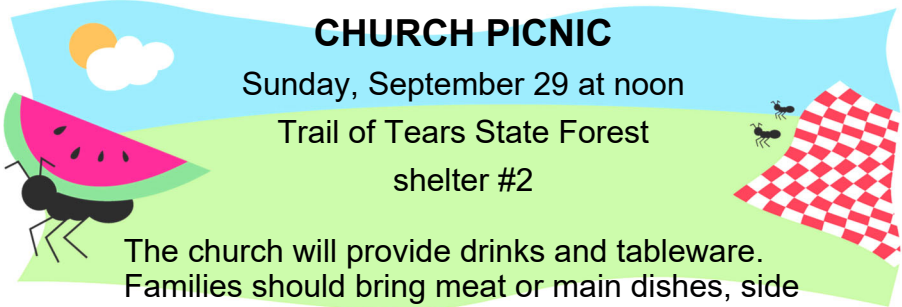 CHURCH PICNIC
Sunday, September 29 at noon
Trail of Tears State Forest
shelter #2
The church will provide drinks and tableware.
Families should bring meat or main dishes, side